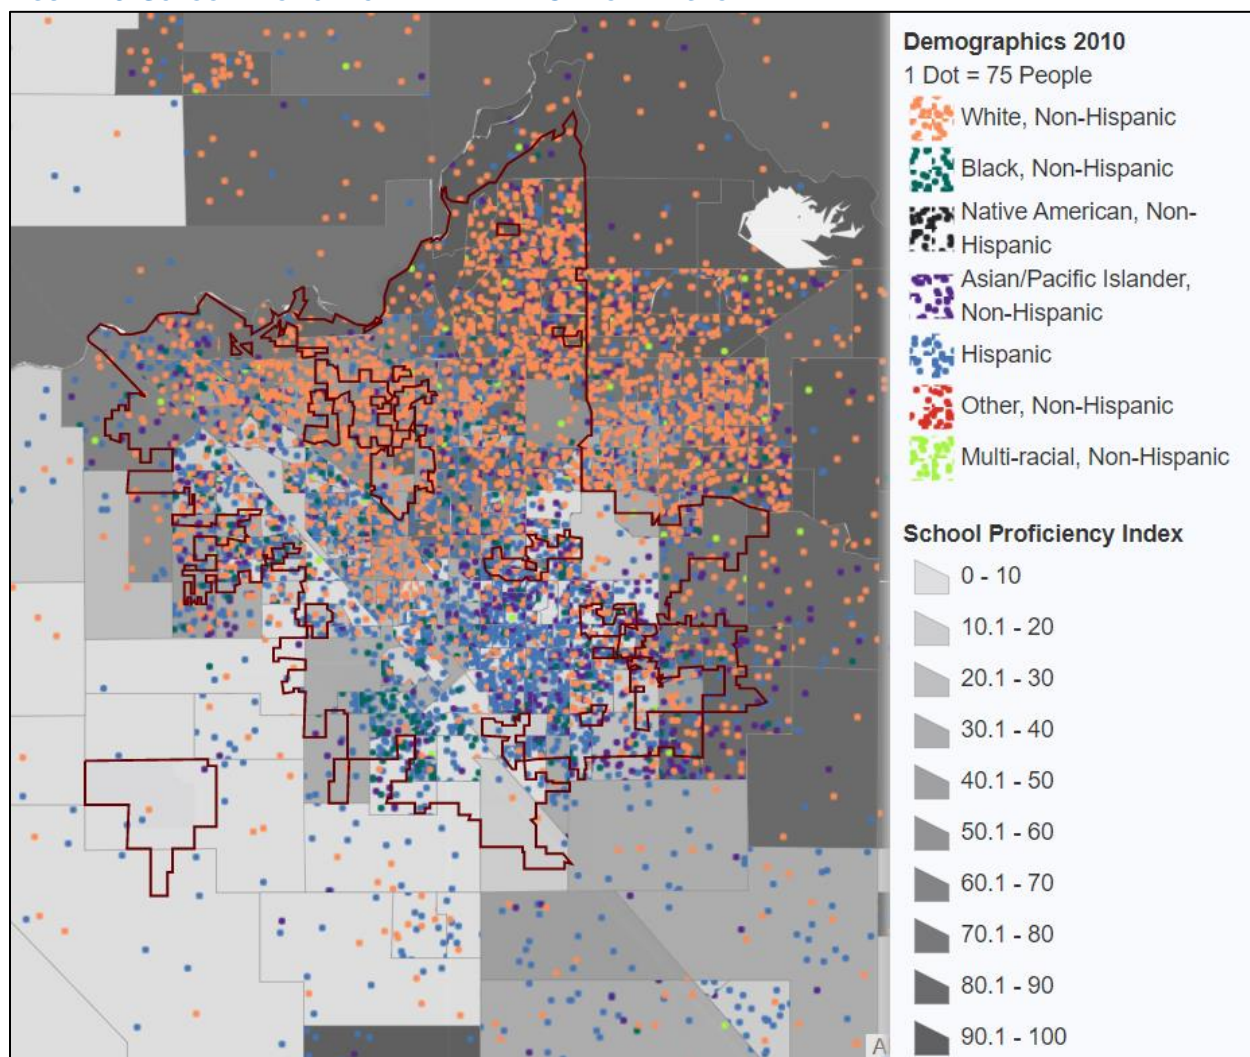 Demographics 2010
1 Dot = 75 People
White, Non-Hispanic
Black, Non-Hispanic
Native American, Non-
Hispanic
Asian/Pacific Islander,
Non-Hispanic
Hispanic
Other, Non-Hispanic
Multi-racial, Non-Hispanic
School Proficiency Index
0 - 10
10.1 - 20
20.1 - 30
30.1 - 40
40.1 - 50
50.1 - 60
60.1 - 70
70.1 - 80
80.1 - 90
90.1 - 100
A